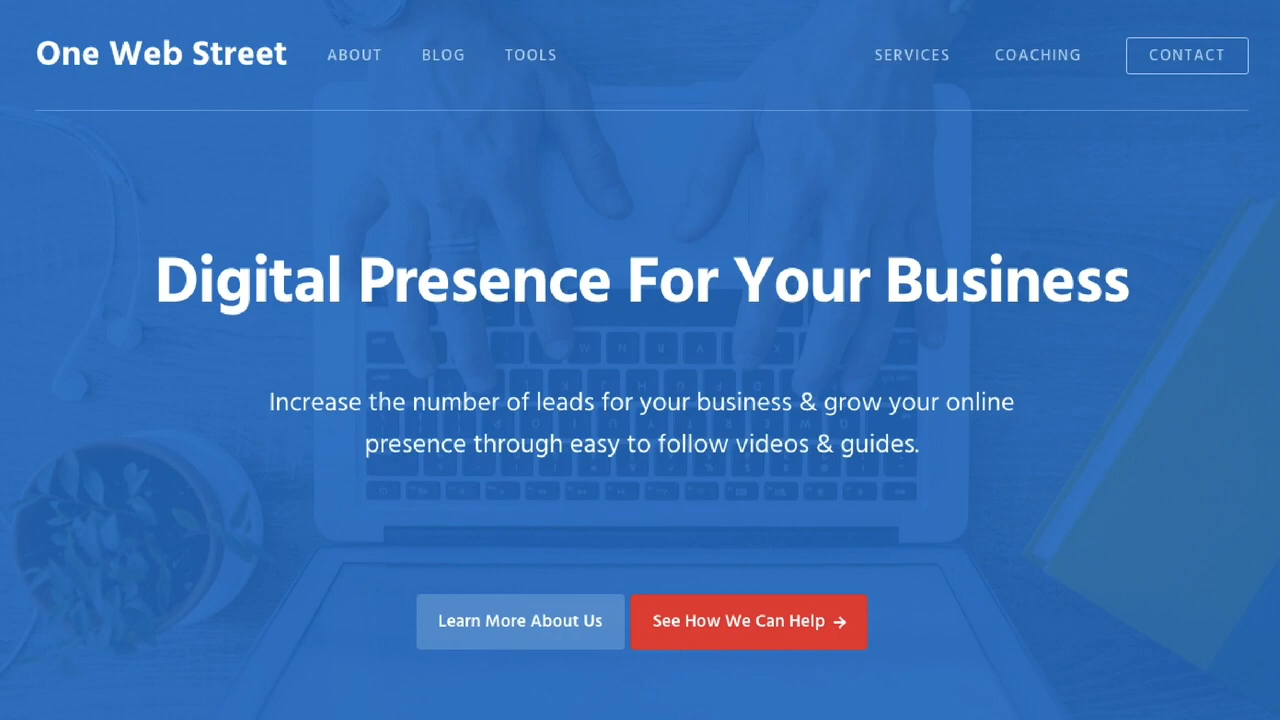 One Web Street
ABOUT
BLOG
TOOLS
SERVICES
COACHING
CONTACT
Digital Presence For Your Business
Increase the number of leads for your business & grow your online
presence through easy to follow videos & guides.
Learn More About Us
See How We Can Help →